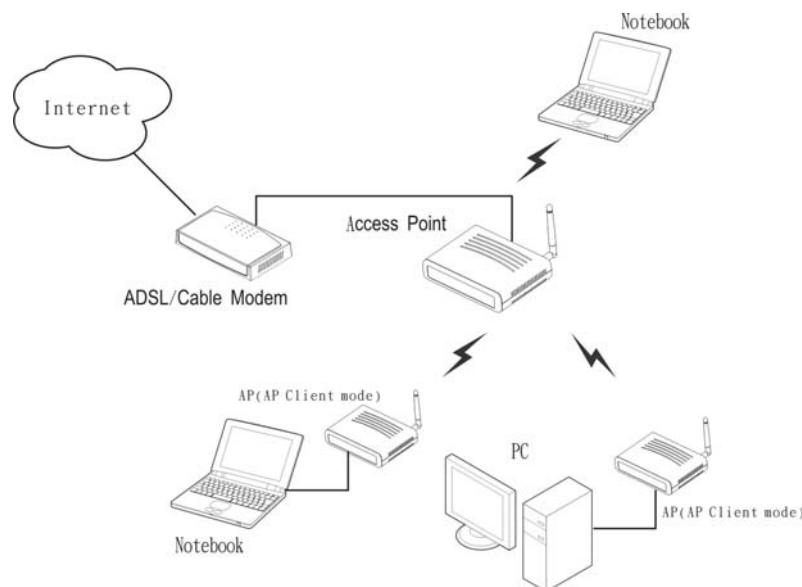 Notebook
Internet
Access Point
ADSL/Cable Modem
AP(AP Client mode)
PC
AP(AP Client mode)
Notebook